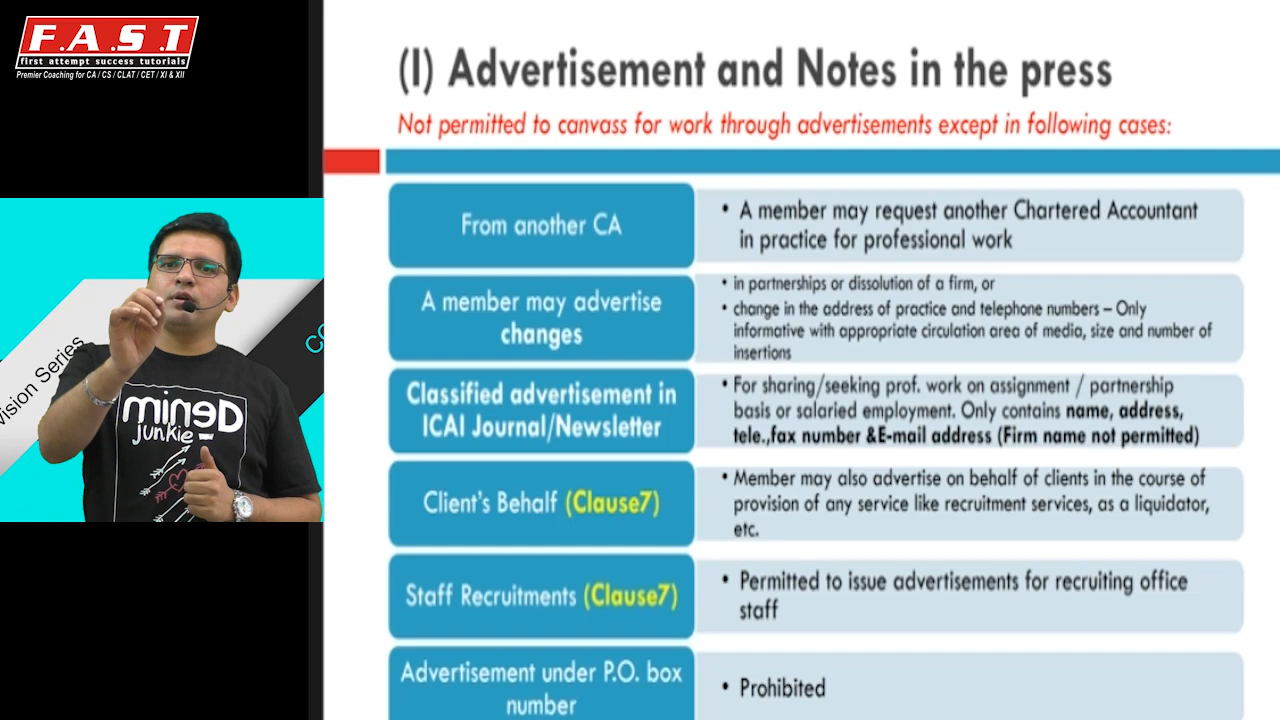 F.A.S.T
first attempt success tutorials
Premier Coaching for CA / CS / CLAT / CET / XI & XII
(I) Advertisement and Notes in the press
Not permitted to canvass for work through advertisements except in following cases:
From another CA
• A member may request another Chartered Accountant
in practice for professional work
A member may advertise
changes
• in partnerships or dissolution of a firm, or
• change in the address of practice and telephone numbers – Only
informative with appropriate circulation area of media, size and number of
insertions
Classified advertisement in
ICAI Journal/Newsletter
• For sharing/seeking prof. work on assignment / partnership
basis or salaried employment. Only contains name, address,
tele.,fax number &E-mail address (Firm name not permitted)
Client's Behalf (Clause7)
• Member may also advertise on behalf of clients in the course of
provision of any service like recruitment services, as a liquidator,
etc.
Staff Recruitments (Clause7)
• Permitted to issue advertisements for recruiting office
staff
Advertisement under P.O. box
number
• Prohibited
Series
Denim
junkie